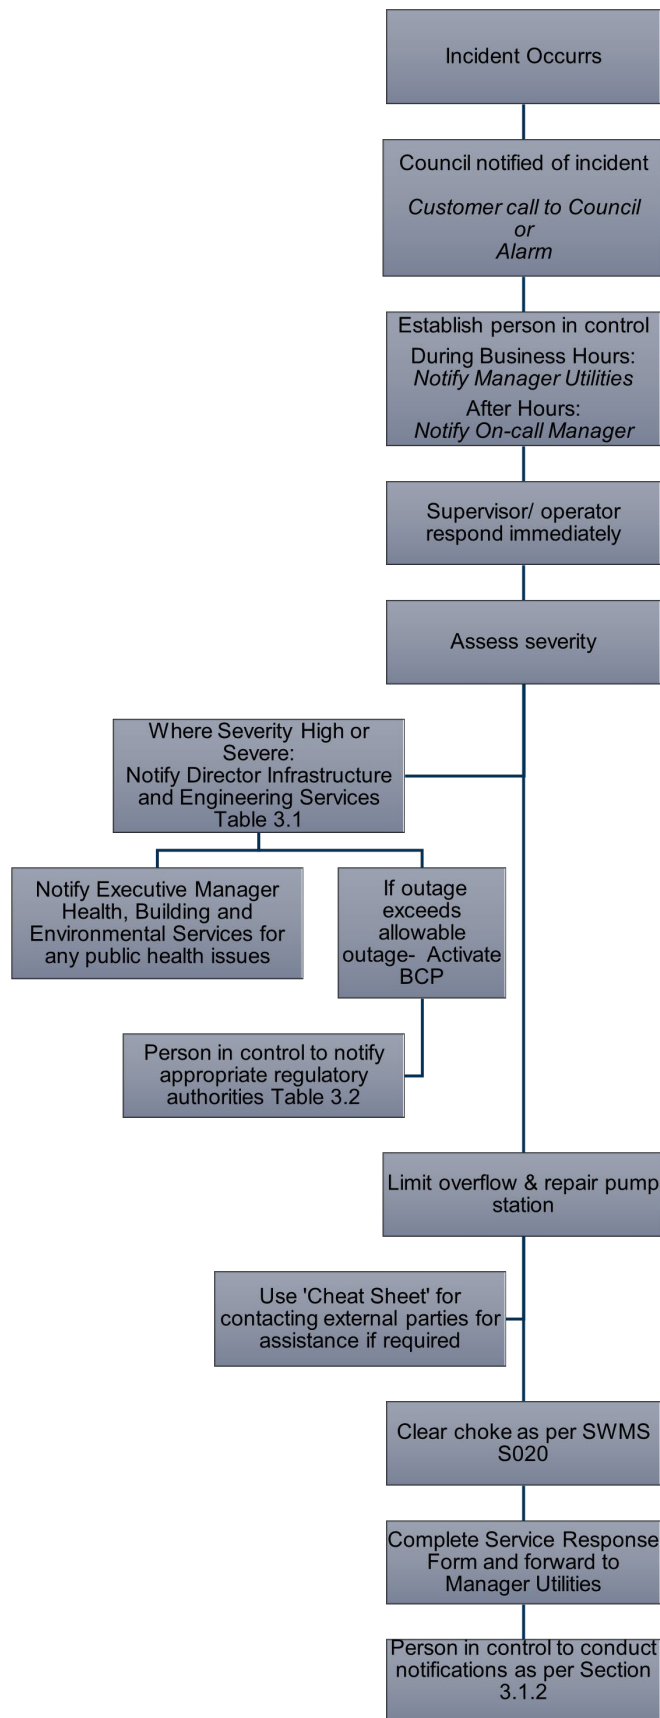 Incident Occurrs
Council notified of incident
Customer call to Council
or
Alarm
Establish person in control
During Business Hours:
Notify Manager Utilities
After Hours:
Notify On-call Manager
Supervisor/ operator
respond immediately
Assess severity
Where Severity High or
Severe:
Notify Director Infrastructure
and Engineering Services
Table 3.1
Notify Executive Manager
Health, Building and
Environmental Services for
any public health issues
If outage
exceeds
allowable
outage- Activate
BCP
Person in control to notify
appropriate regulatory
authorities Table 3.2
Limit overflow & repair pump
station
Use 'Cheat Sheet' for
contacting external parties for
assistance if required
Clear choke as per SWMS
S020
Complete Service Response
Form and forward to
Manager Utilities
Person in control to conduct
notifications as per Section
3.1.2